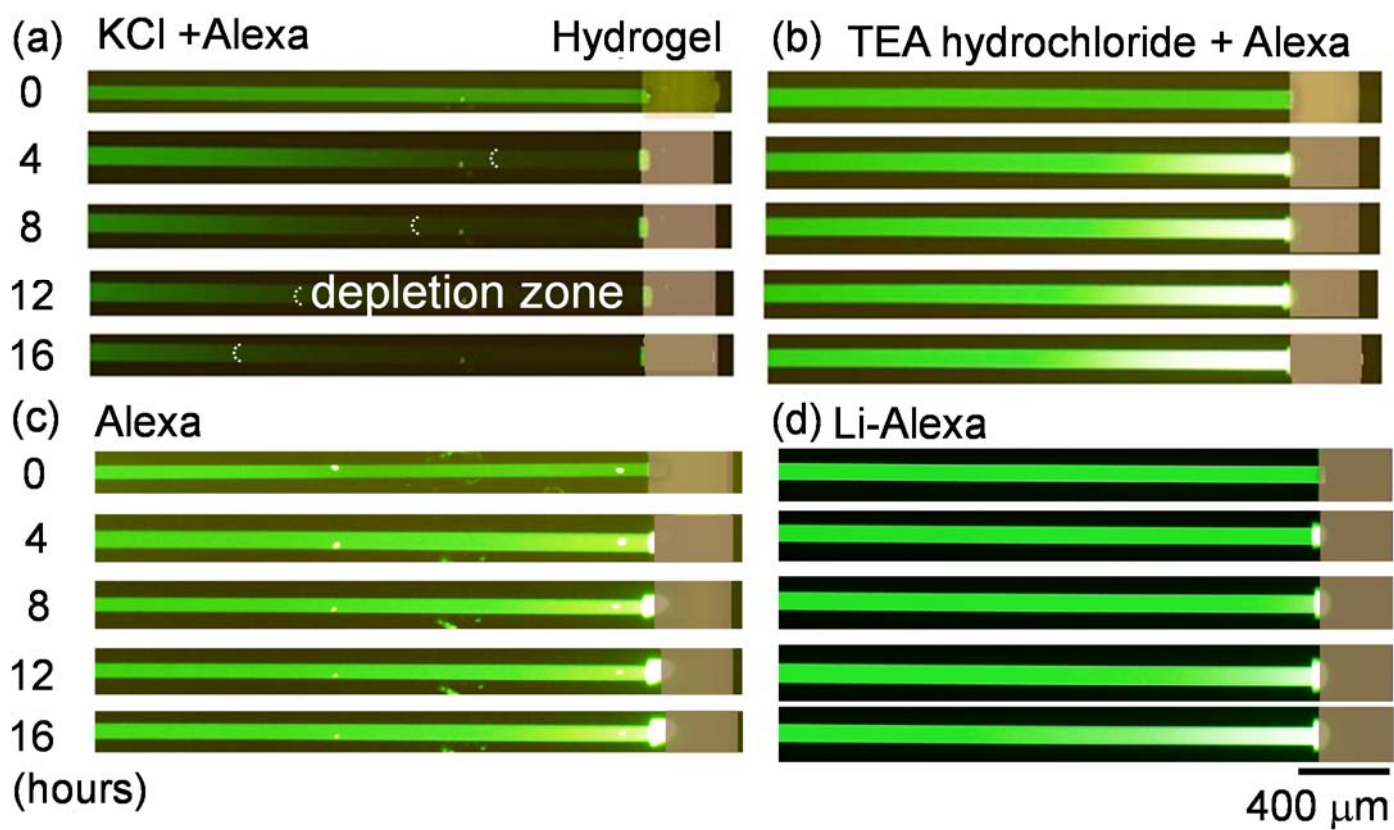 (a) KCl +Alexa Hydrogel
0
4
8
12 depletion zone
16
(b) TEA hydrochloride + Alexa
(c) Alexa
0
4
8
12
16
(hours)
(d) Li-Alexa
400 μm